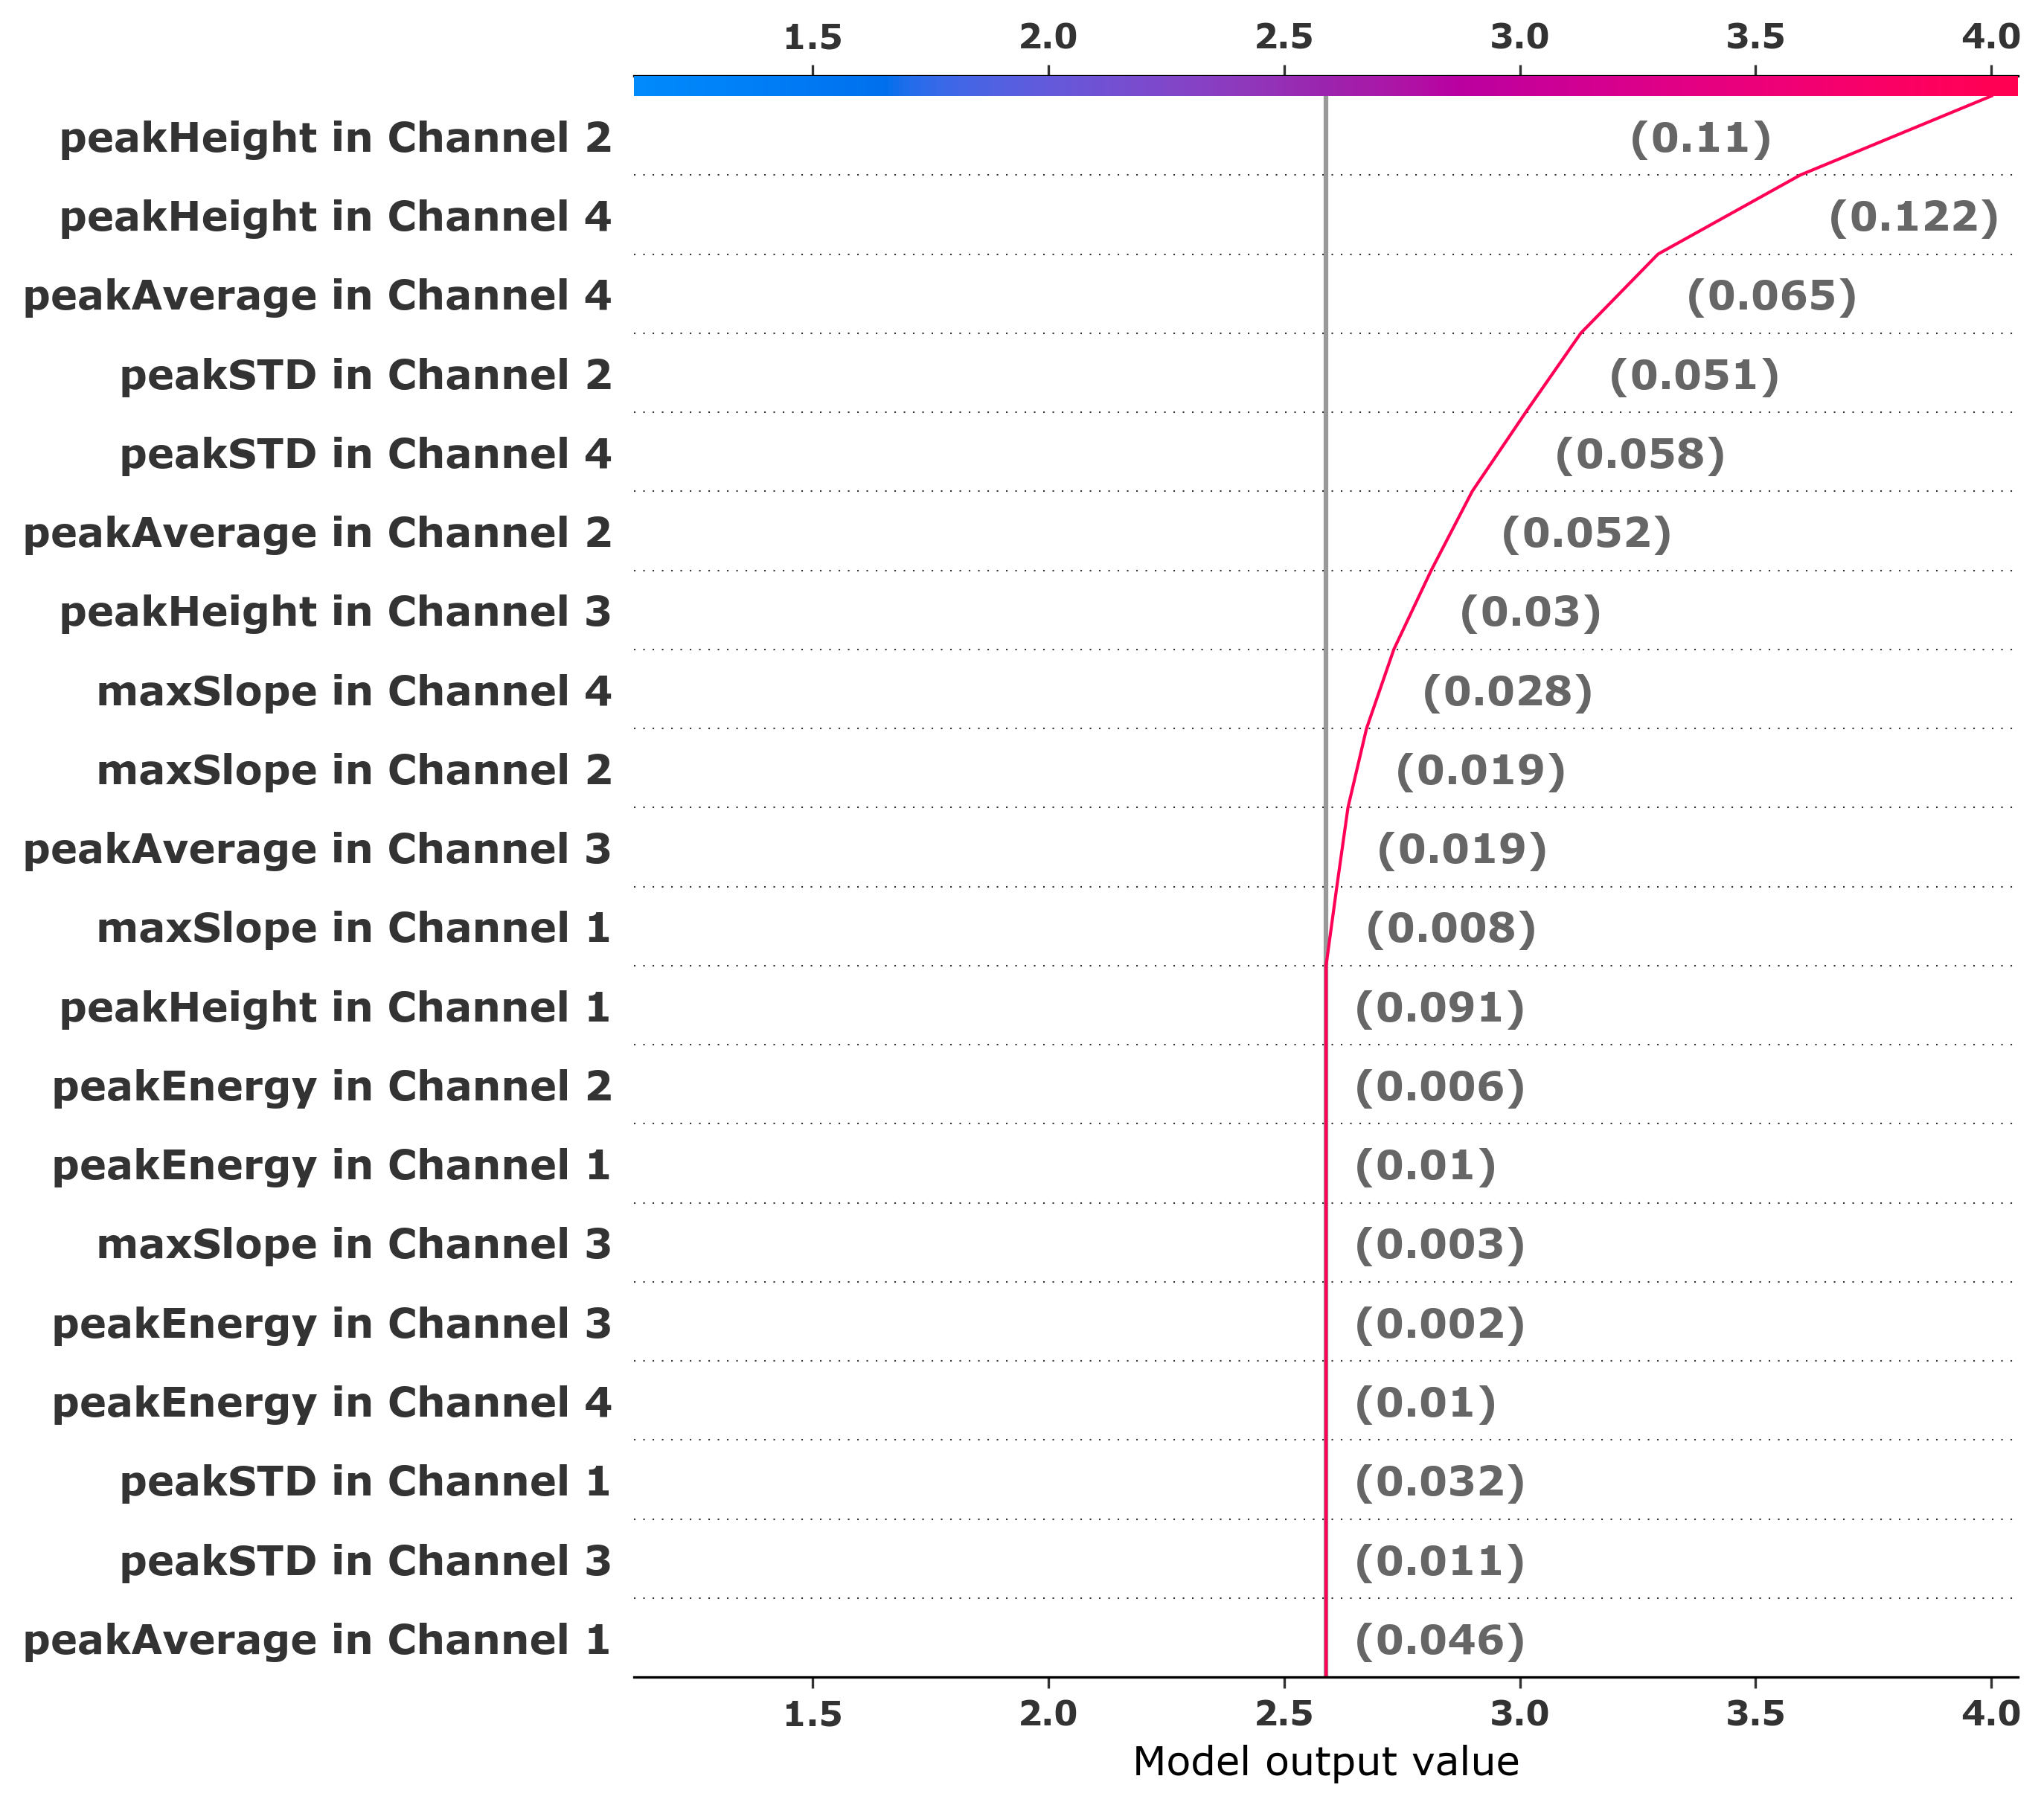 1.5 2.0 2.5 3.0 3.5 4.0
peakHeight in Channel 2 (0.11)
peakHeight in Channel 4 (0.122)
peakAverage in Channel 4 (0.065)
peakSTD in Channel 2 (0.051)
peakSTD in Channel 4 (0.058)
peakAverage in Channel 2 (0.052)
peakHeight in Channel 3 (0.03)
maxSlope in Channel 4 (0.028)
maxSlope in Channel 2 (0.019)
peakAverage in Channel 3 (0.019)
maxSlope in Channel 1 (0.008)
peakHeight in Channel 1 (0.091)
peakEnergy in Channel 2 (0.006)
peakEnergy in Channel 1 (0.01)
maxSlope in Channel 3 (0.003)
peakEnergy in Channel 3 (0.002)
peakEnergy in Channel 4 (0.01)
peakSTD in Channel 1 (0.032)
peakSTD in Channel 3 (0.011)
peakAverage in Channel 1 (0.046)
1.5 2.0 2.5 3.0 3.5 4.0
Model output value